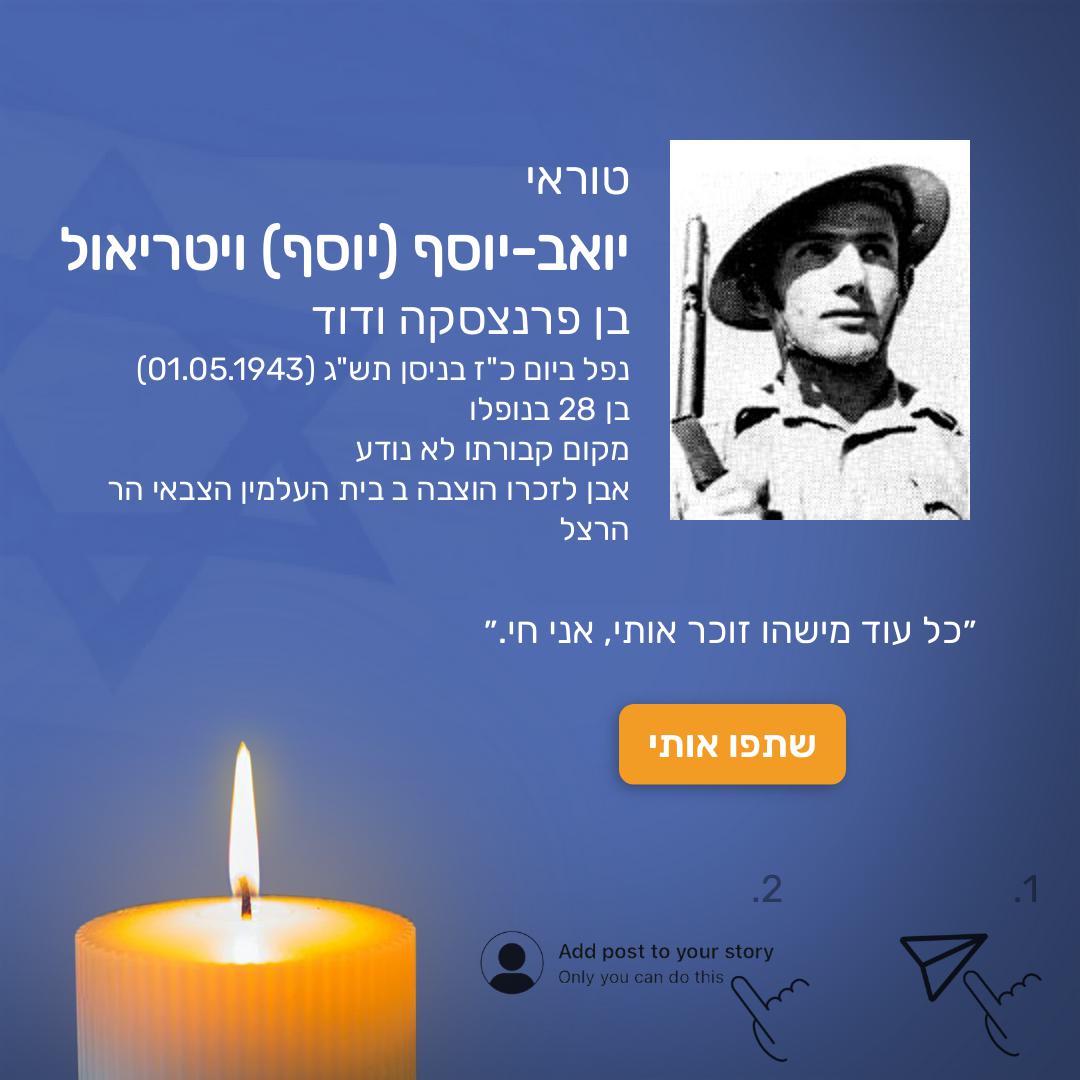 טוראי
יואב-יוסף (יוסף) ויטריאול
בן פרנצסקה ודוד
נפל ביום כ"ז בניסן תש"ג (01.05.1943)
בן 28 בנופלו
מקום קבורתו לא נודע
אבן לזכרו הוצבה ב בית העלמין הצבאי הר
הרצל
״כל עוד מישהו זוכר אותי, אני חי.״
שתפו אותי
.1
.2
Add post to your story
Only you can do this